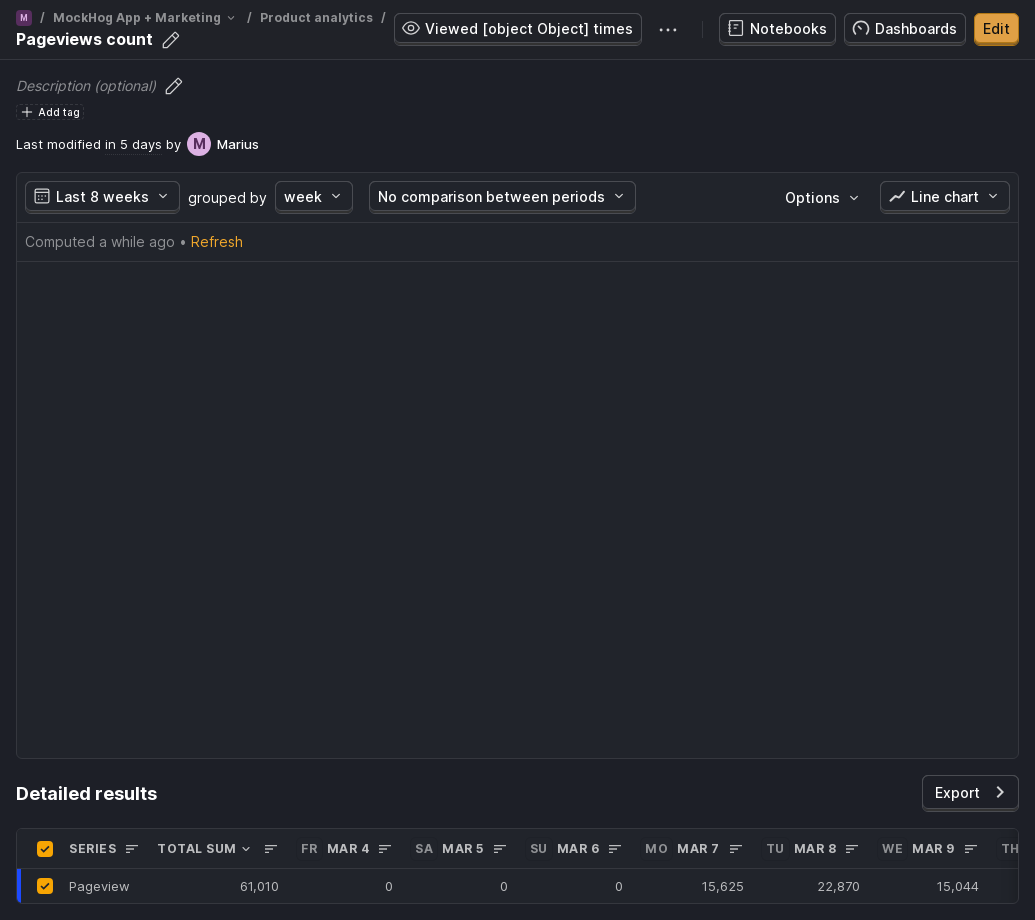 M / MockHog App + Marketing / Product analytics /
Pageviews count
Viewed [object Object] times
Notebooks
Dashboards
Edit
Description (optional)
Add tag
Last modified in 5 days by M Marius
Last 8 weeks grouped by week No comparison between periods Options Line chart
Computed a while ago • Refresh
Detailed results
Export
SERIES TOTAL SUM FR MAR 4 SA MAR 5 SU MAR 6 MO MAR 7 TU MAR 8 WE MAR 9 TH
Pageview 61,010 0 0 0 15,625 22,870 15,044